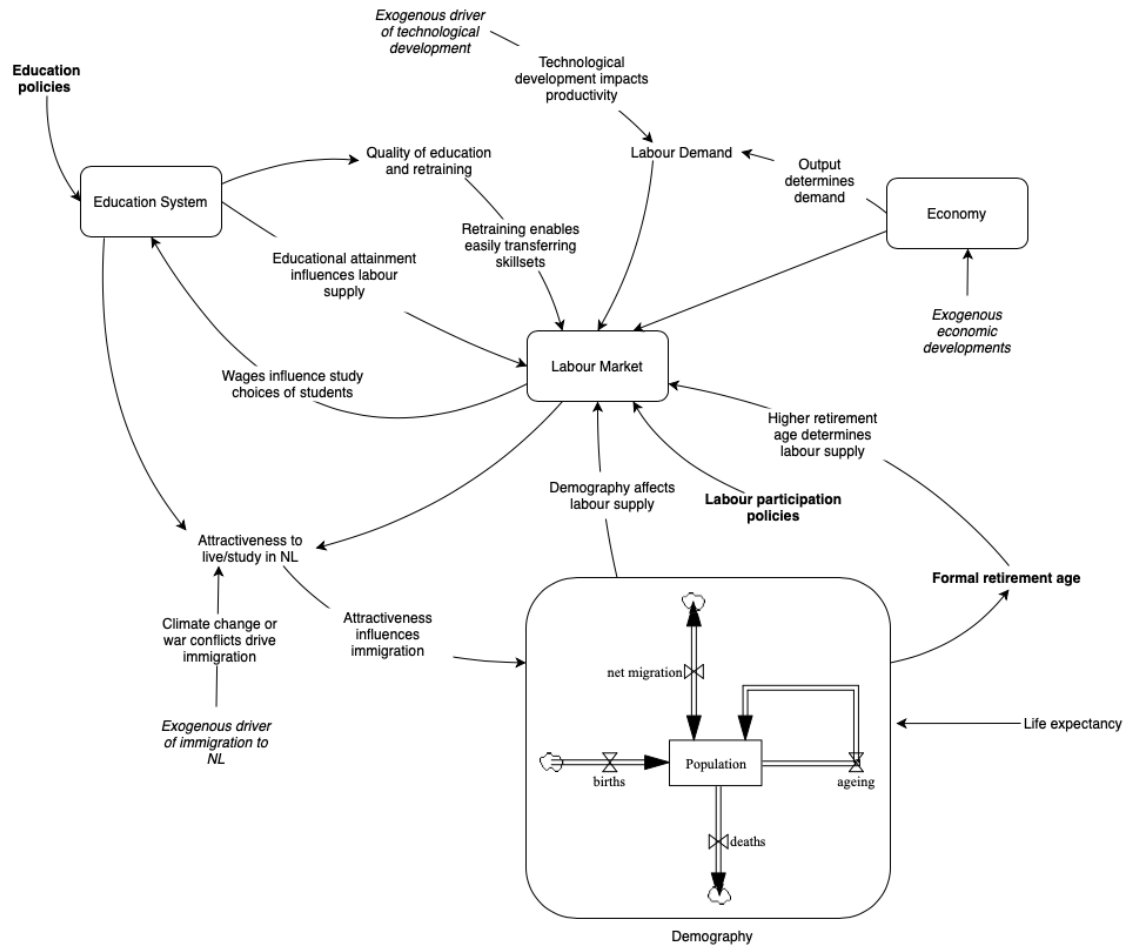 Exogenous driver
of technological
development
Education
policies
Technological
development impacts
productivity
Quality of education
and retraining
Labour Demand
Output
determines
demand
Education System
Economy
Retraining enables
easily transferring
skillsets
Educational attainment
influences labour
supply
Exogenous
economic
developments
Labour Market
Wages influence study
choices of students
Higher retirement
age determines
labour supply
Demography affects
labour supply
Labour participation
policies
Attractiveness to
live/study in NL
Formal retirement age
Climate change or
war conflicts drive
immigration
Attractiveness
influences
immigration
net migration
Exogenous driver
of immigration to
NL
Life expectancy
Population
births
ageing
deaths
Demography